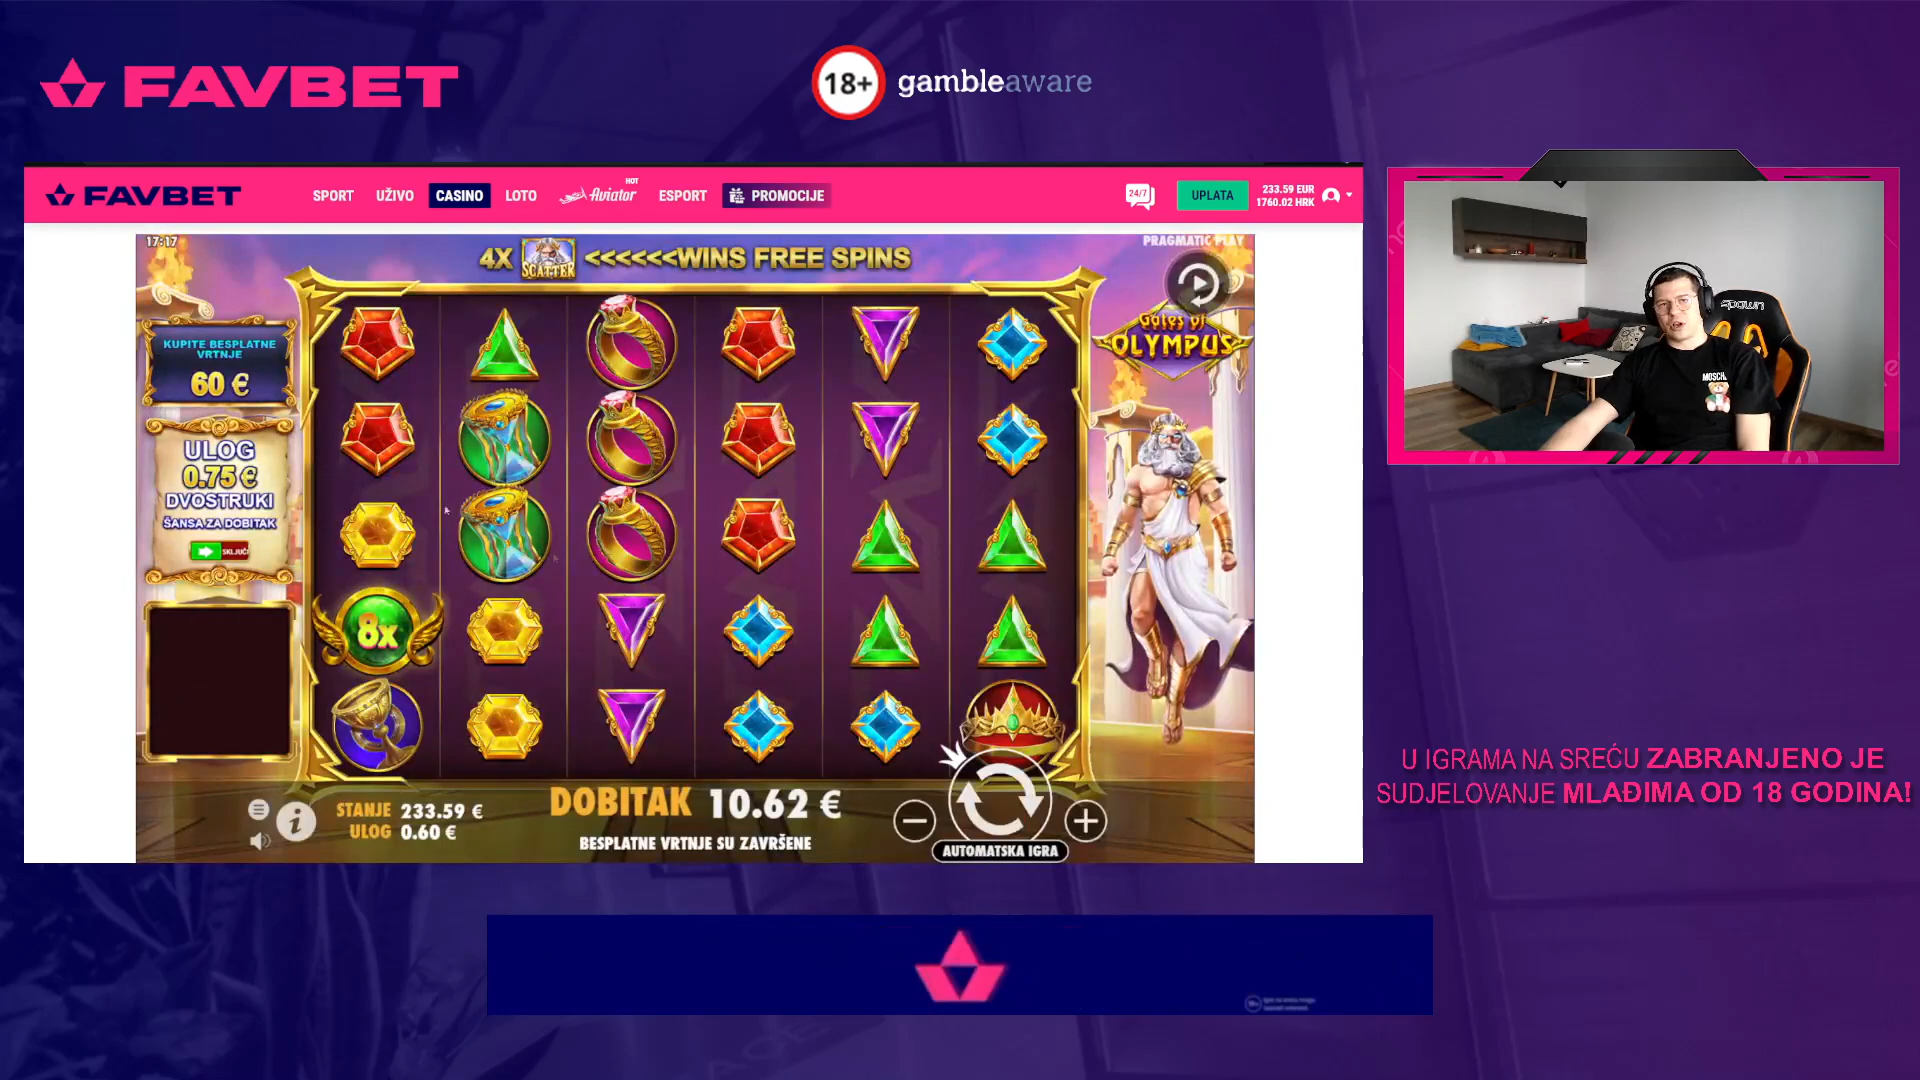 FAVBET
18+ gambleaware
FAVBET
SPORT UŽIVO CASINO LOTO Aviator HOT ESPORT PROMOCIJE
24/7 UPLATA 233.59 EUR
1760.02 HRK
17:17
4X SCATTER <<<<<<WINS FREE SPINS
PRAGMATIC PLAY
KUPITE BESPLATNE
VRTNJE
60 €
Gates of
OLYMPUS
ULOG
0.75 €
DVOSTRUKI
ŠANSA ZA DOBITAK
8x
spawn
MOSCH
STANJE 233.59 €
ULOG 0.60 €
DOBITAK 10.62 €
BESPLATNE VRTNJE SU ZAVRŠENE
AUTOMATSKA IGRA
U IGRAMA NA SREĆU ZABRANJENO JE
SUDJELOVANJE MLAĐIMA OD 18 GODINA!